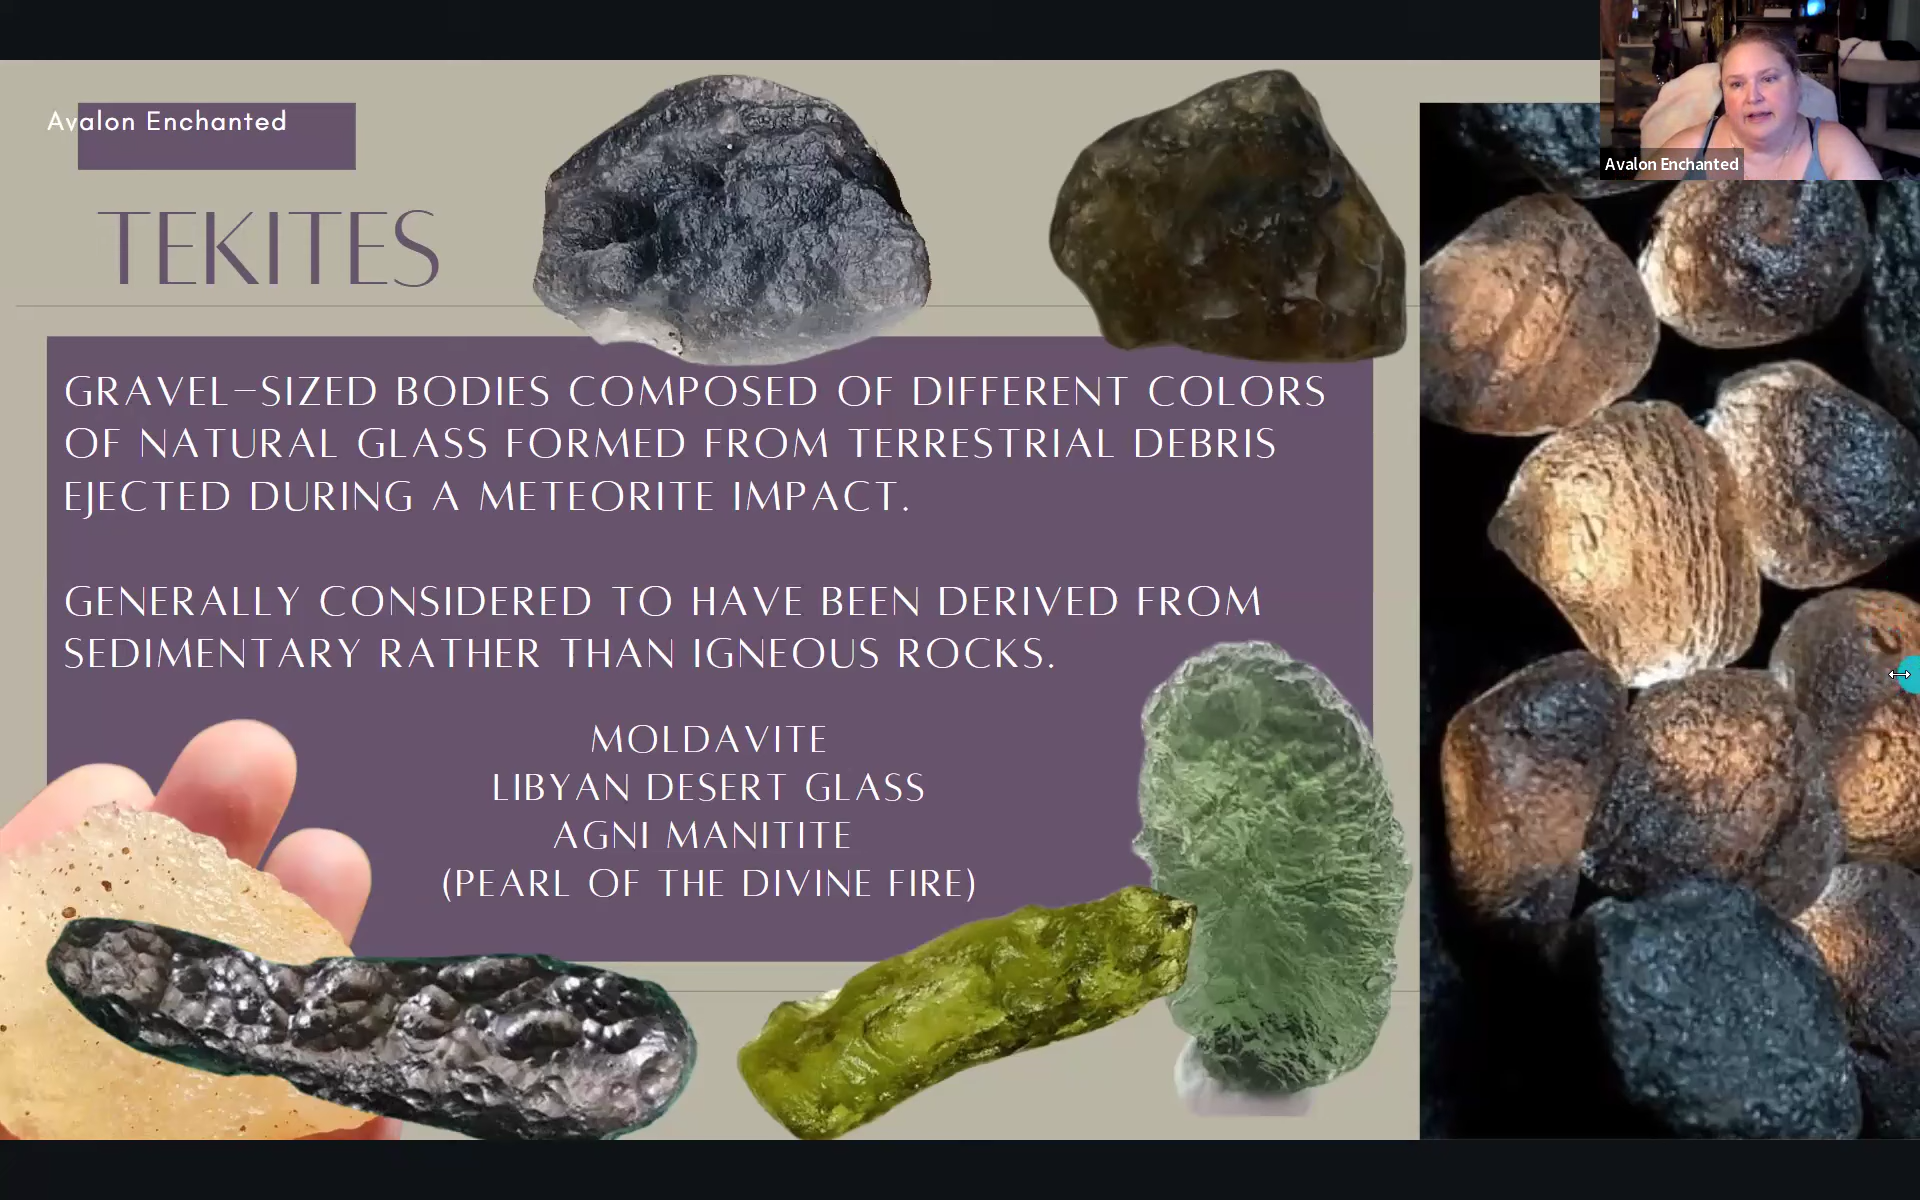 Avalon Enchanted
Avalon Enchanted
TEKITES
GRAVEL-SIZED BODIES COMPOSED OF DIFFERENT COLORS
OF NATURAL GLASS FORMED FROM TERRESTRIAL DEBRIS
EJECTED DURING A METEORITE IMPACT.
GENERALLY CONSIDERED TO HAVE BEEN DERIVED FROM
SEDIMENTARY RATHER THAN IGNEOUS ROCKS.
MOLDAVITE
LIBYAN DESERT GLASS
AGNI MANITITE
(PEARL OF THE DIVINE FIRE)